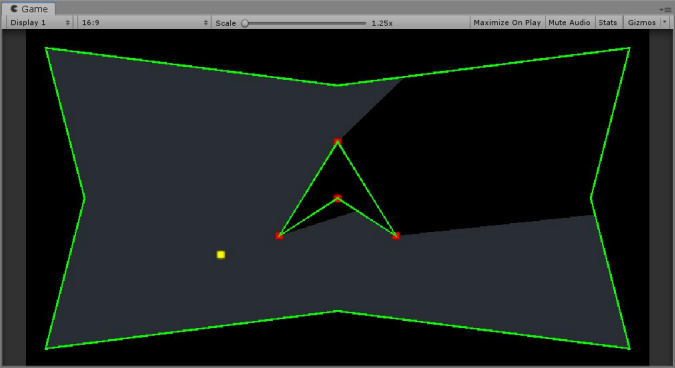 Game
Display 1 16:9 Scale 1.25x Maximize On Play Mute Audio Stats Gizmos